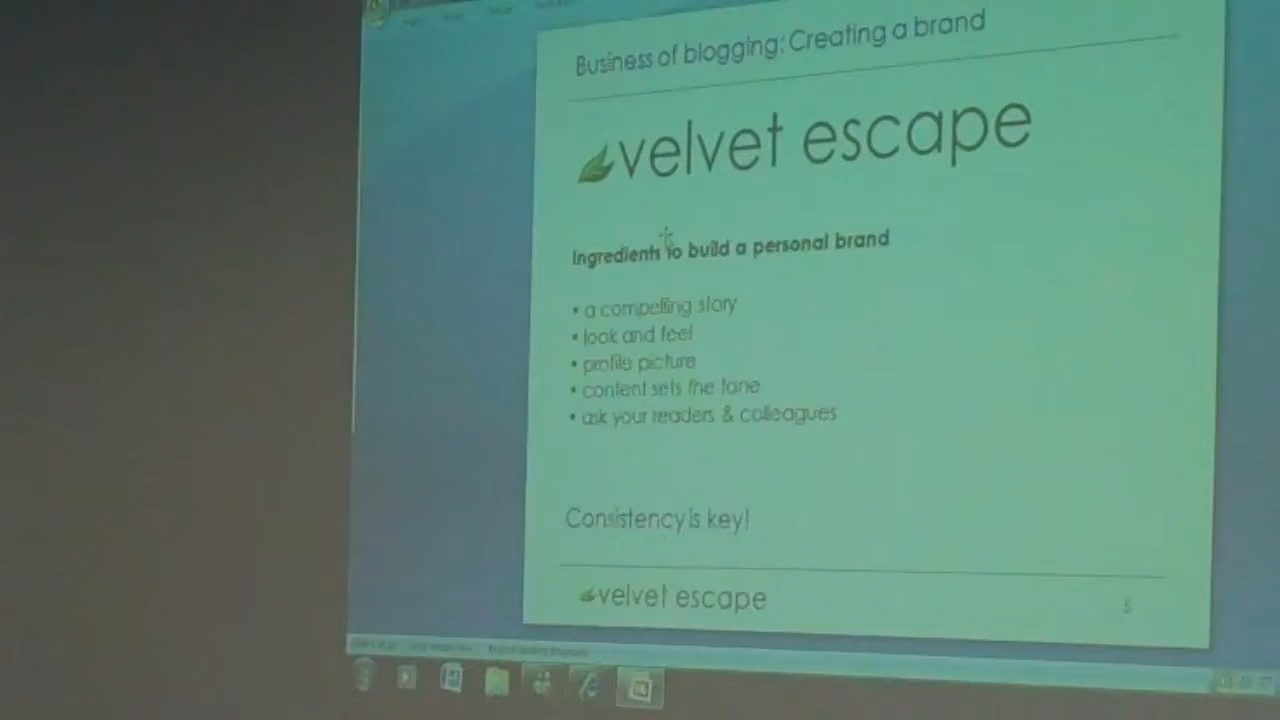 Business of blogging: Creating a brand
velvet escape
Ingredients to build a personal brand
• a compelling story
• look and feel
• profile picture
• content sets the tone
• ask your readers & colleagues
Consistency is key!
velvet escape
5